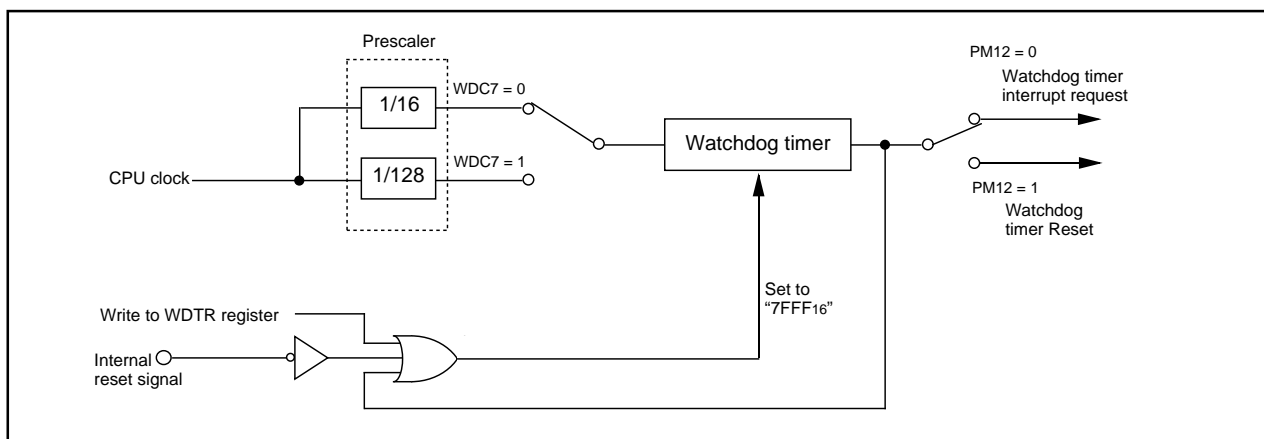 Prescaler
1/16
WDC7 = 0
1/128
WDC7 = 1
CPU clock
Watchdog timer
PM12 = 0
Watchdog timer
interrupt request
PM12 = 1
Watchdog
timer Reset
Set to
“7FFF16”
Write to WDTR register
Internal
reset signal